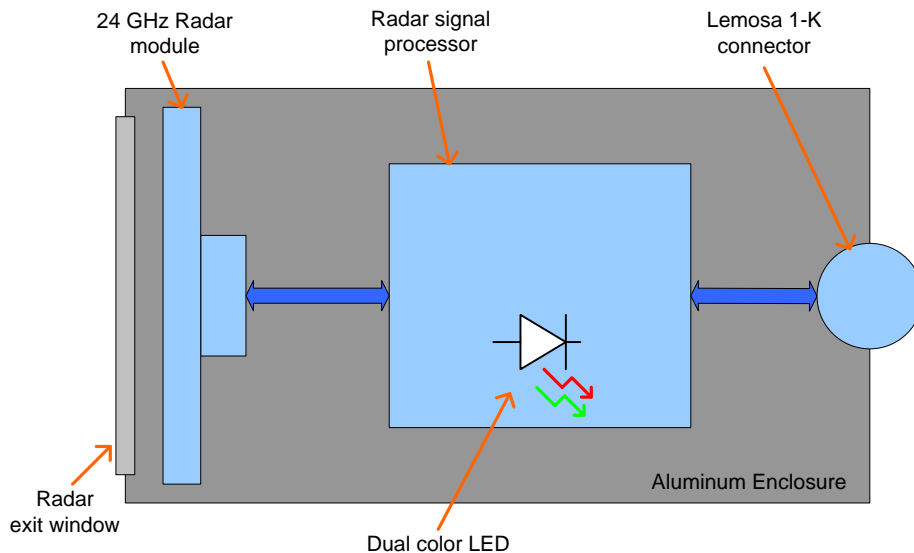 24 GHz Radar
module
Radar signal
processor
Lemosa 1-K
connector
Radar
exit window
Dual color LED
Aluminum Enclosure